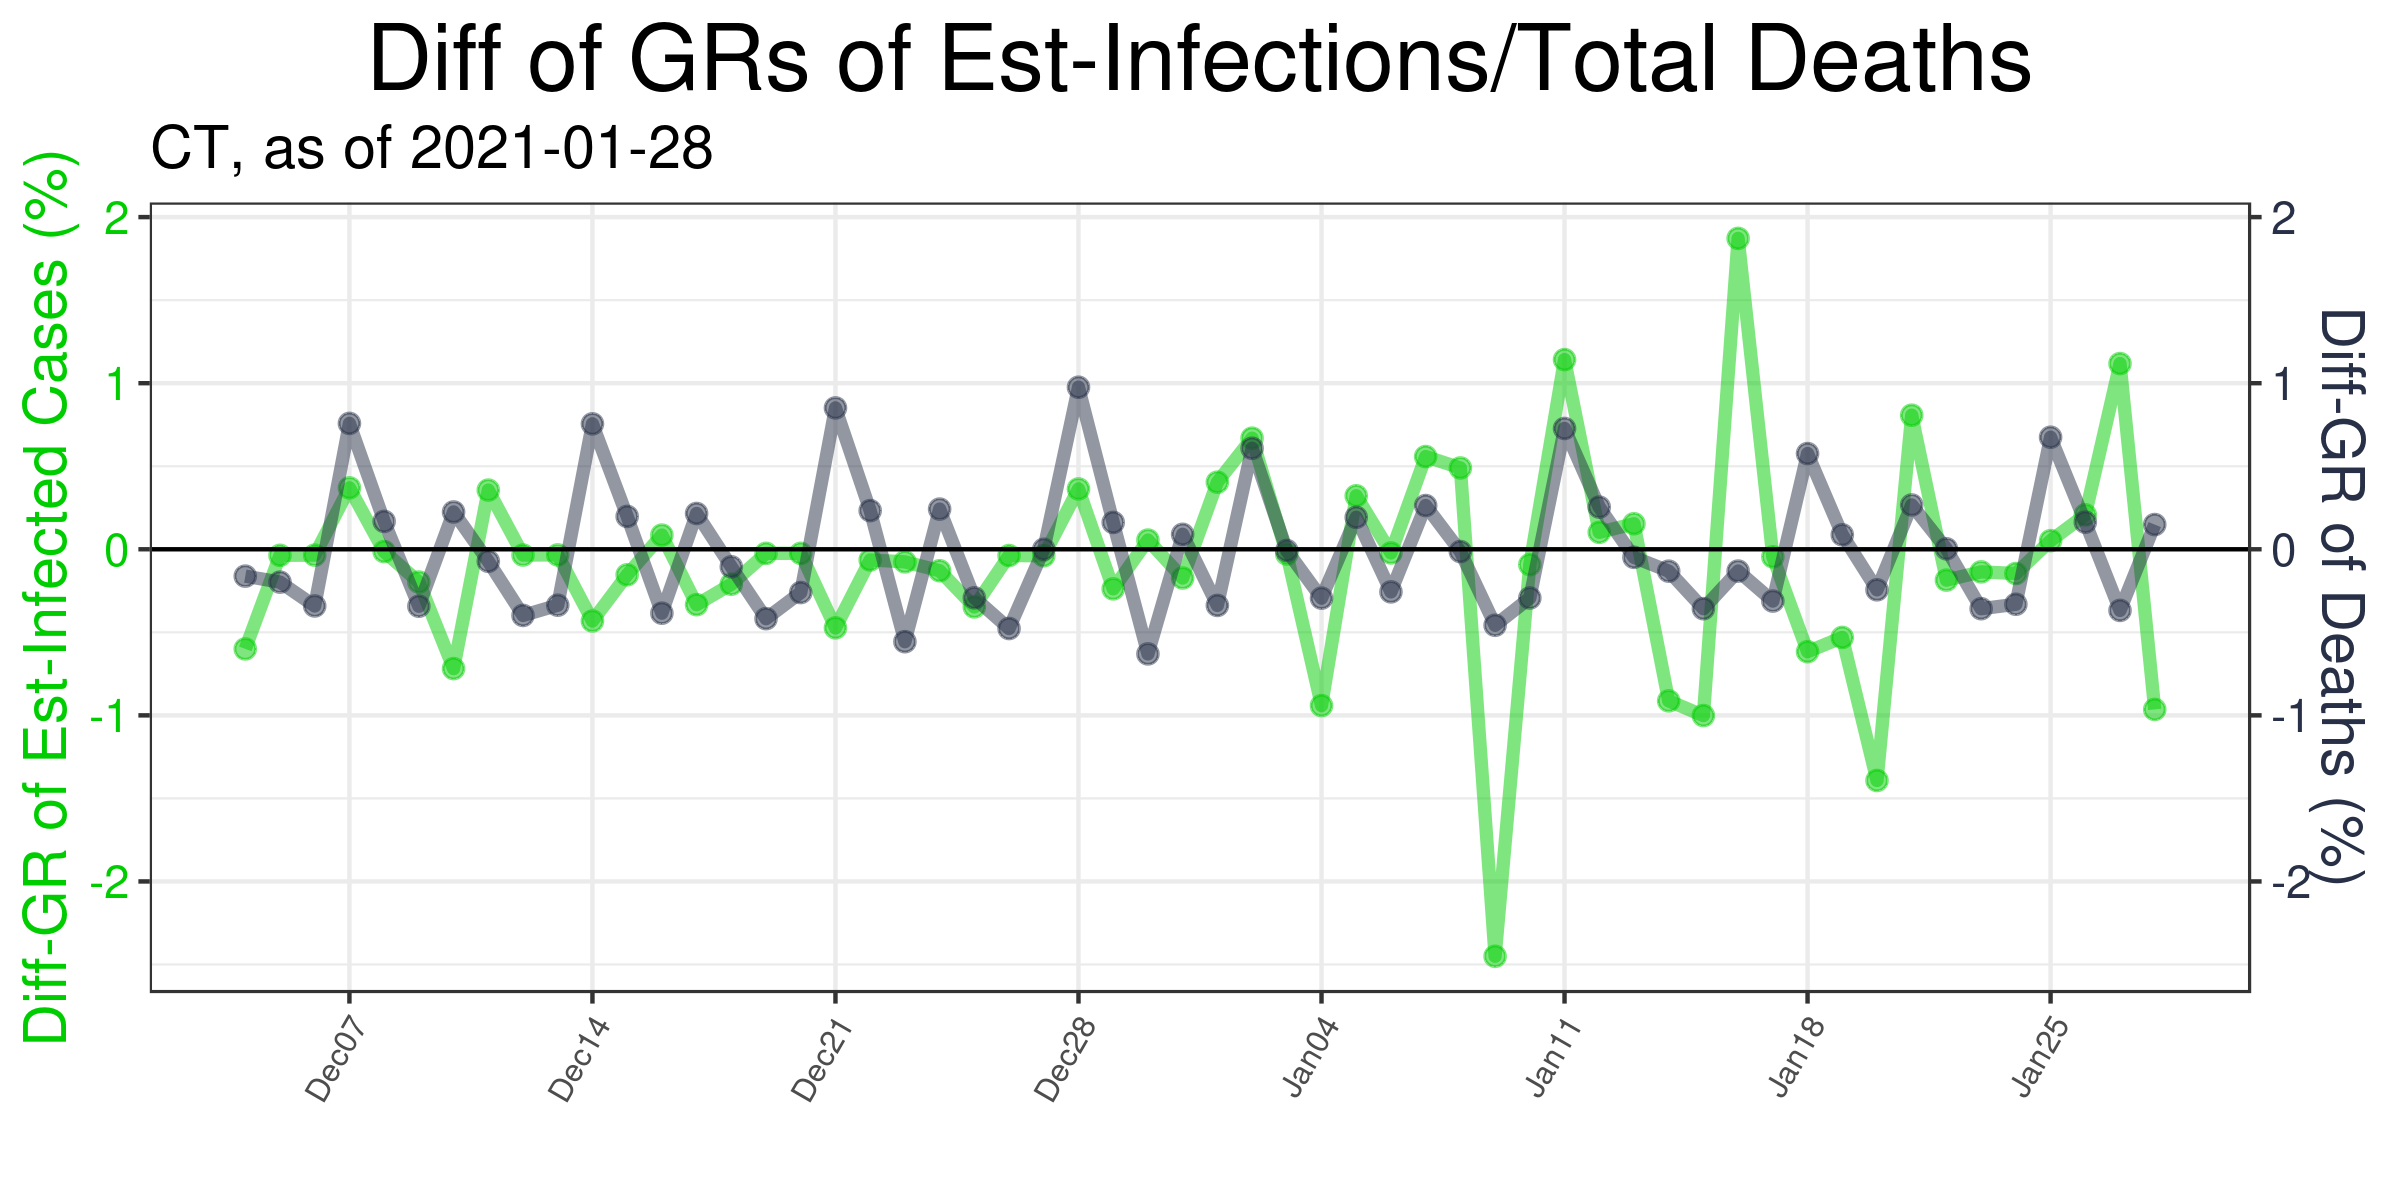 Diff of GRs of Est-Infections/Total Deaths
CT, as of 2021-01-28
Diff-GR of Est-Infected Cases (%)
2
1
0
-1
-2
2
1
0
-1
-2
Diff-GR of Deaths (%)
Dec07
Dec14
Dec21
Dec28
Jan04
Jan11
Jan18
Jan25